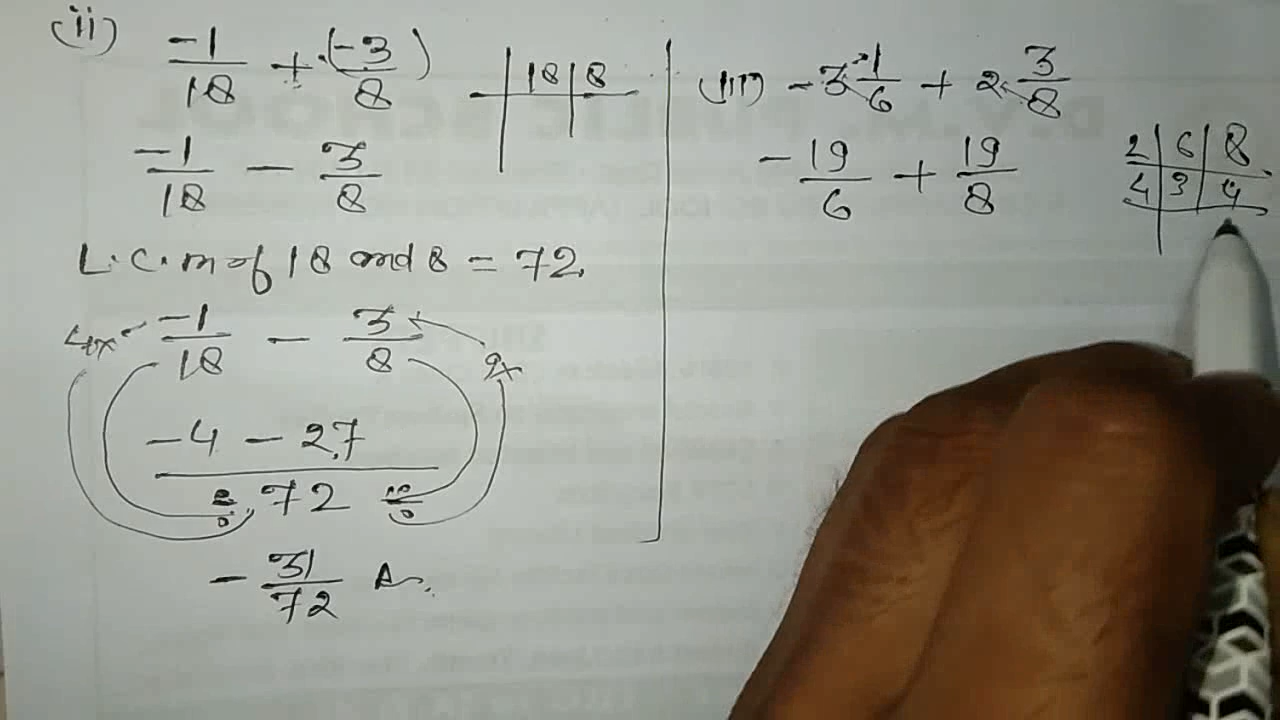 (ii) -1/18 + (-3/8)
18 8
-1/18 - 3/8
L.C.m of 18 and 8 = 72
4x -1/18 - 3/8 9x
-4 - 27
72
-31/72
(iii) -3 1/6 + 2 3/8
-19/6 + 19/8
2 6 8
4 3 4